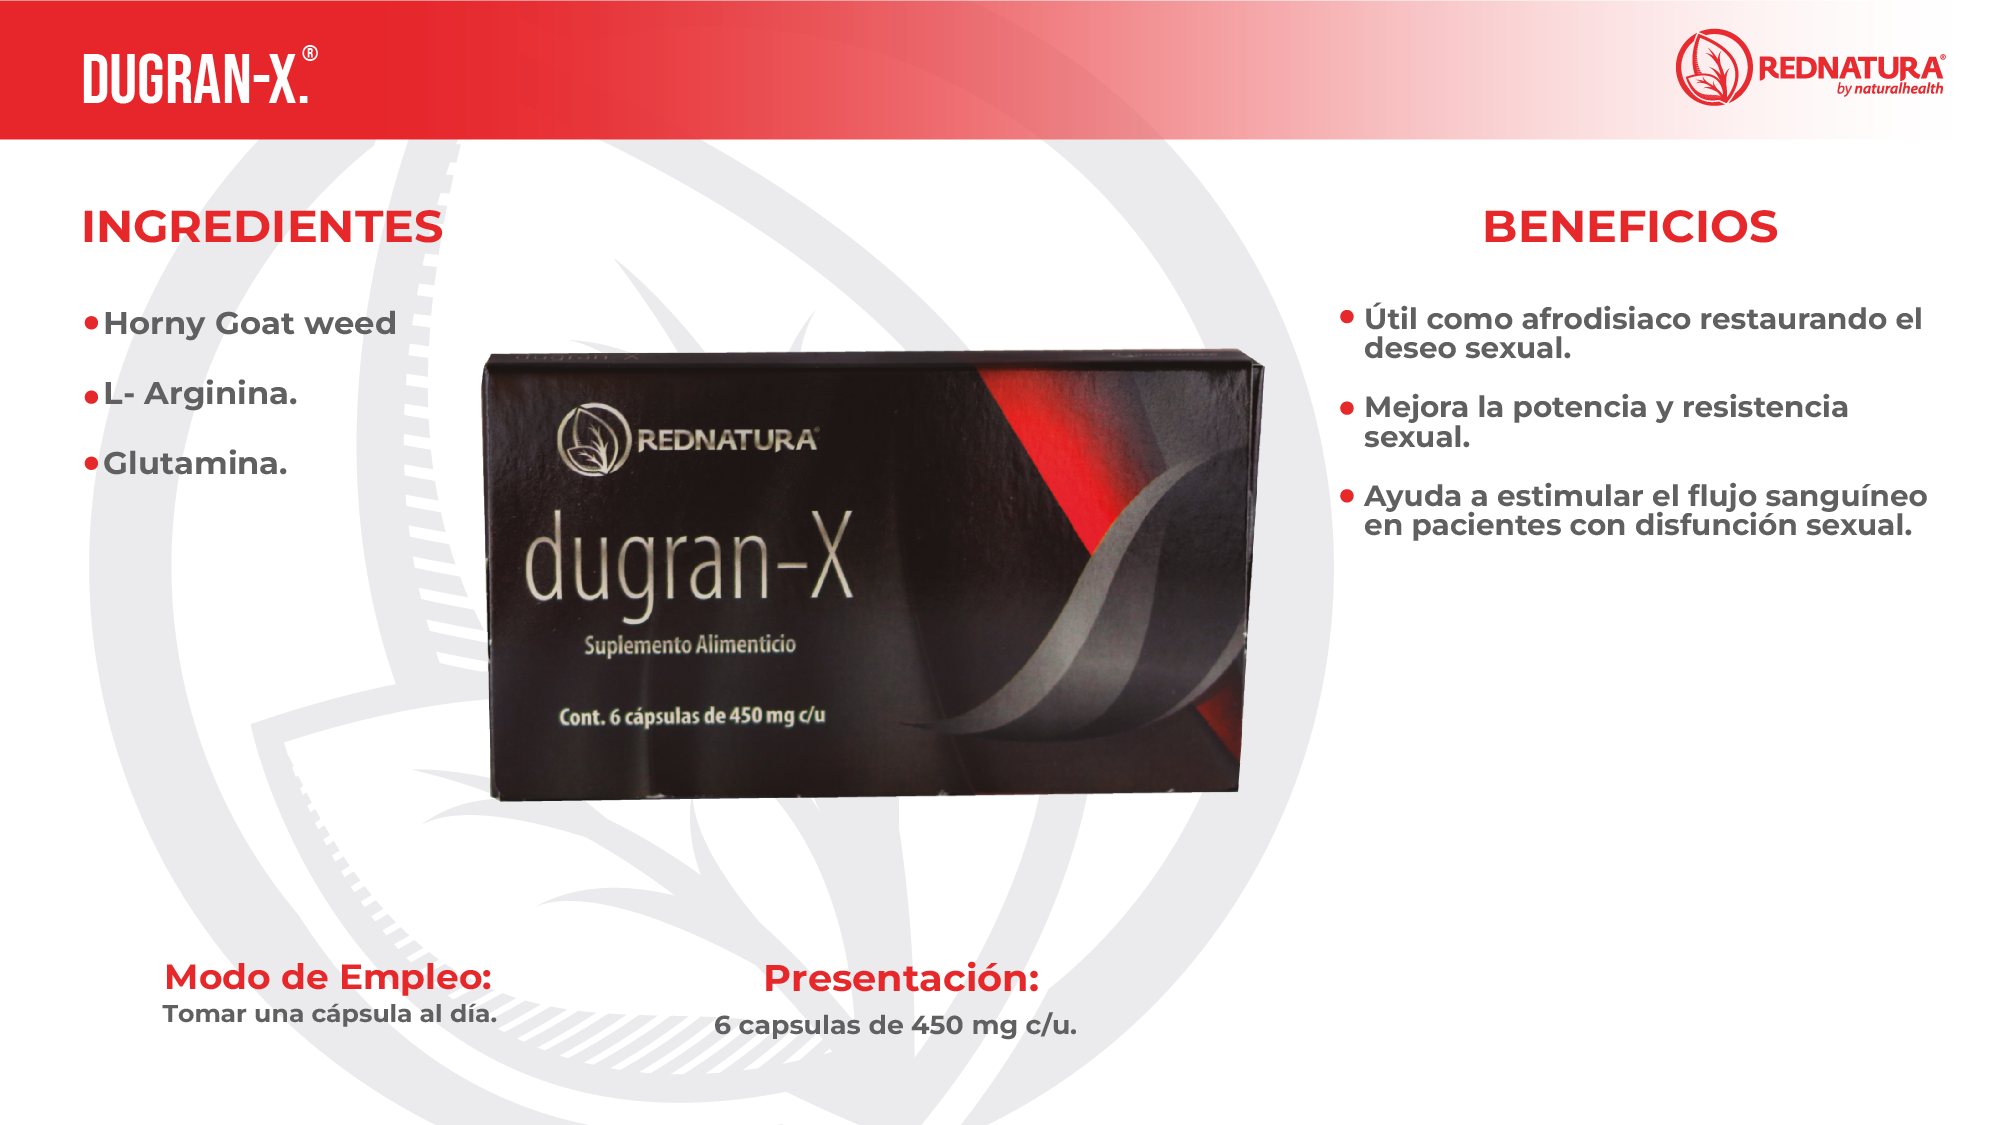 DUGRAN-X.®
REDNATURA®
by naturalhealth
INGREDIENTES
•Horny Goat weed
•L- Arginina.
•Glutamina.
BENEFICIOS
• Útil como afrodisiaco restaurando el
deseo sexual.
• Mejora la potencia y resistencia
sexual.
• Ayuda a estimular el flujo sanguíneo
en pacientes con disfunción sexual.
dugran-X
REDNATURA®
dugran-X
Suplemento Alimenticio
Cont. 6 cápsulas de 450 mg c/u
Modo de Empleo:
Tomar una cápsula al día.
Presentación:
6 capsulas de 450 mg c/u.